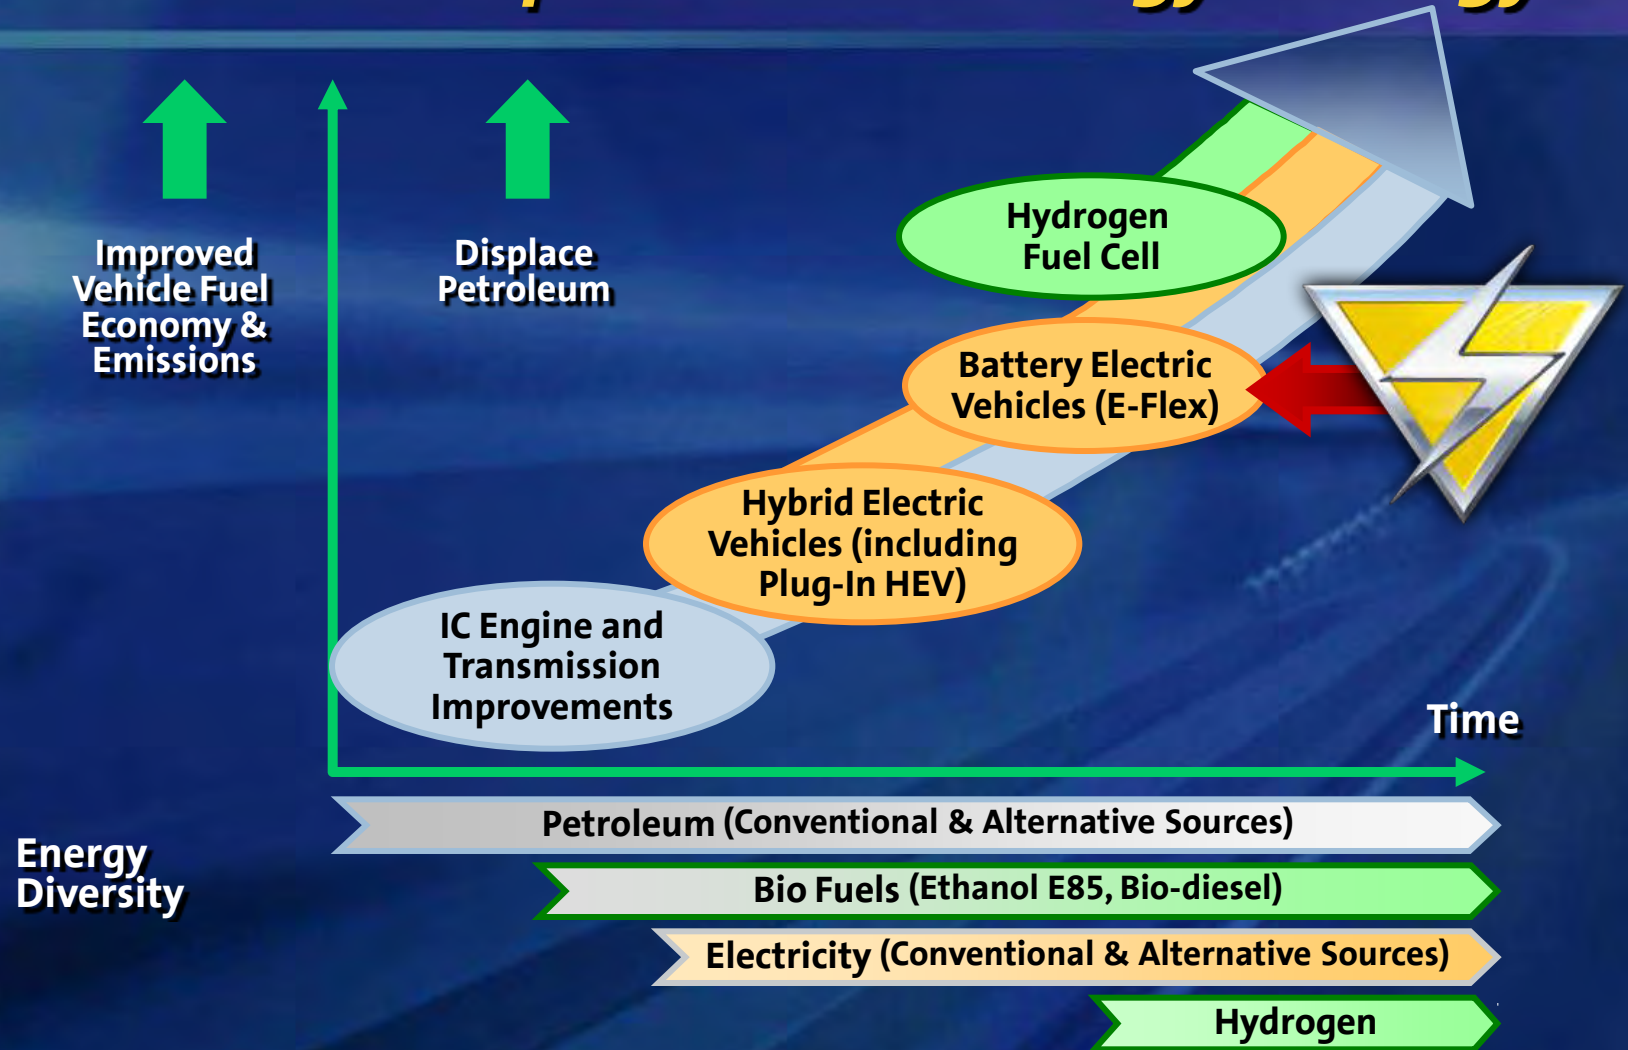 Improved
Vehicle Fuel
Economy &
Emissions
Displace
Petroleum
Hydrogen
Fuel Cell
Battery Electric
Vehicles (E-Flex)
Hybrid Electric
Vehicles (including
Plug-In HEV)
IC Engine and
Transmission
Improvements
Time
Energy
Diversity
Petroleum (Conventional & Alternative Sources)
Bio Fuels (Ethanol E85, Bio-diesel)
Electricity (Conventional & Alternative Sources)
Hydrogen